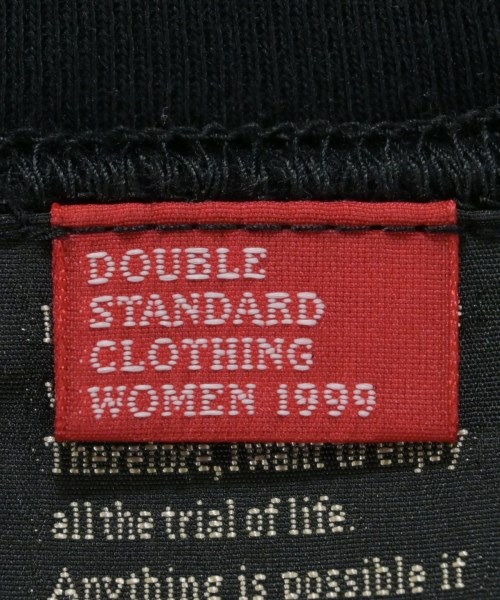 DOUBLE
STANDARD
CLOTHING
WOMEN 1999
all the trial of life.
Anything is possible if